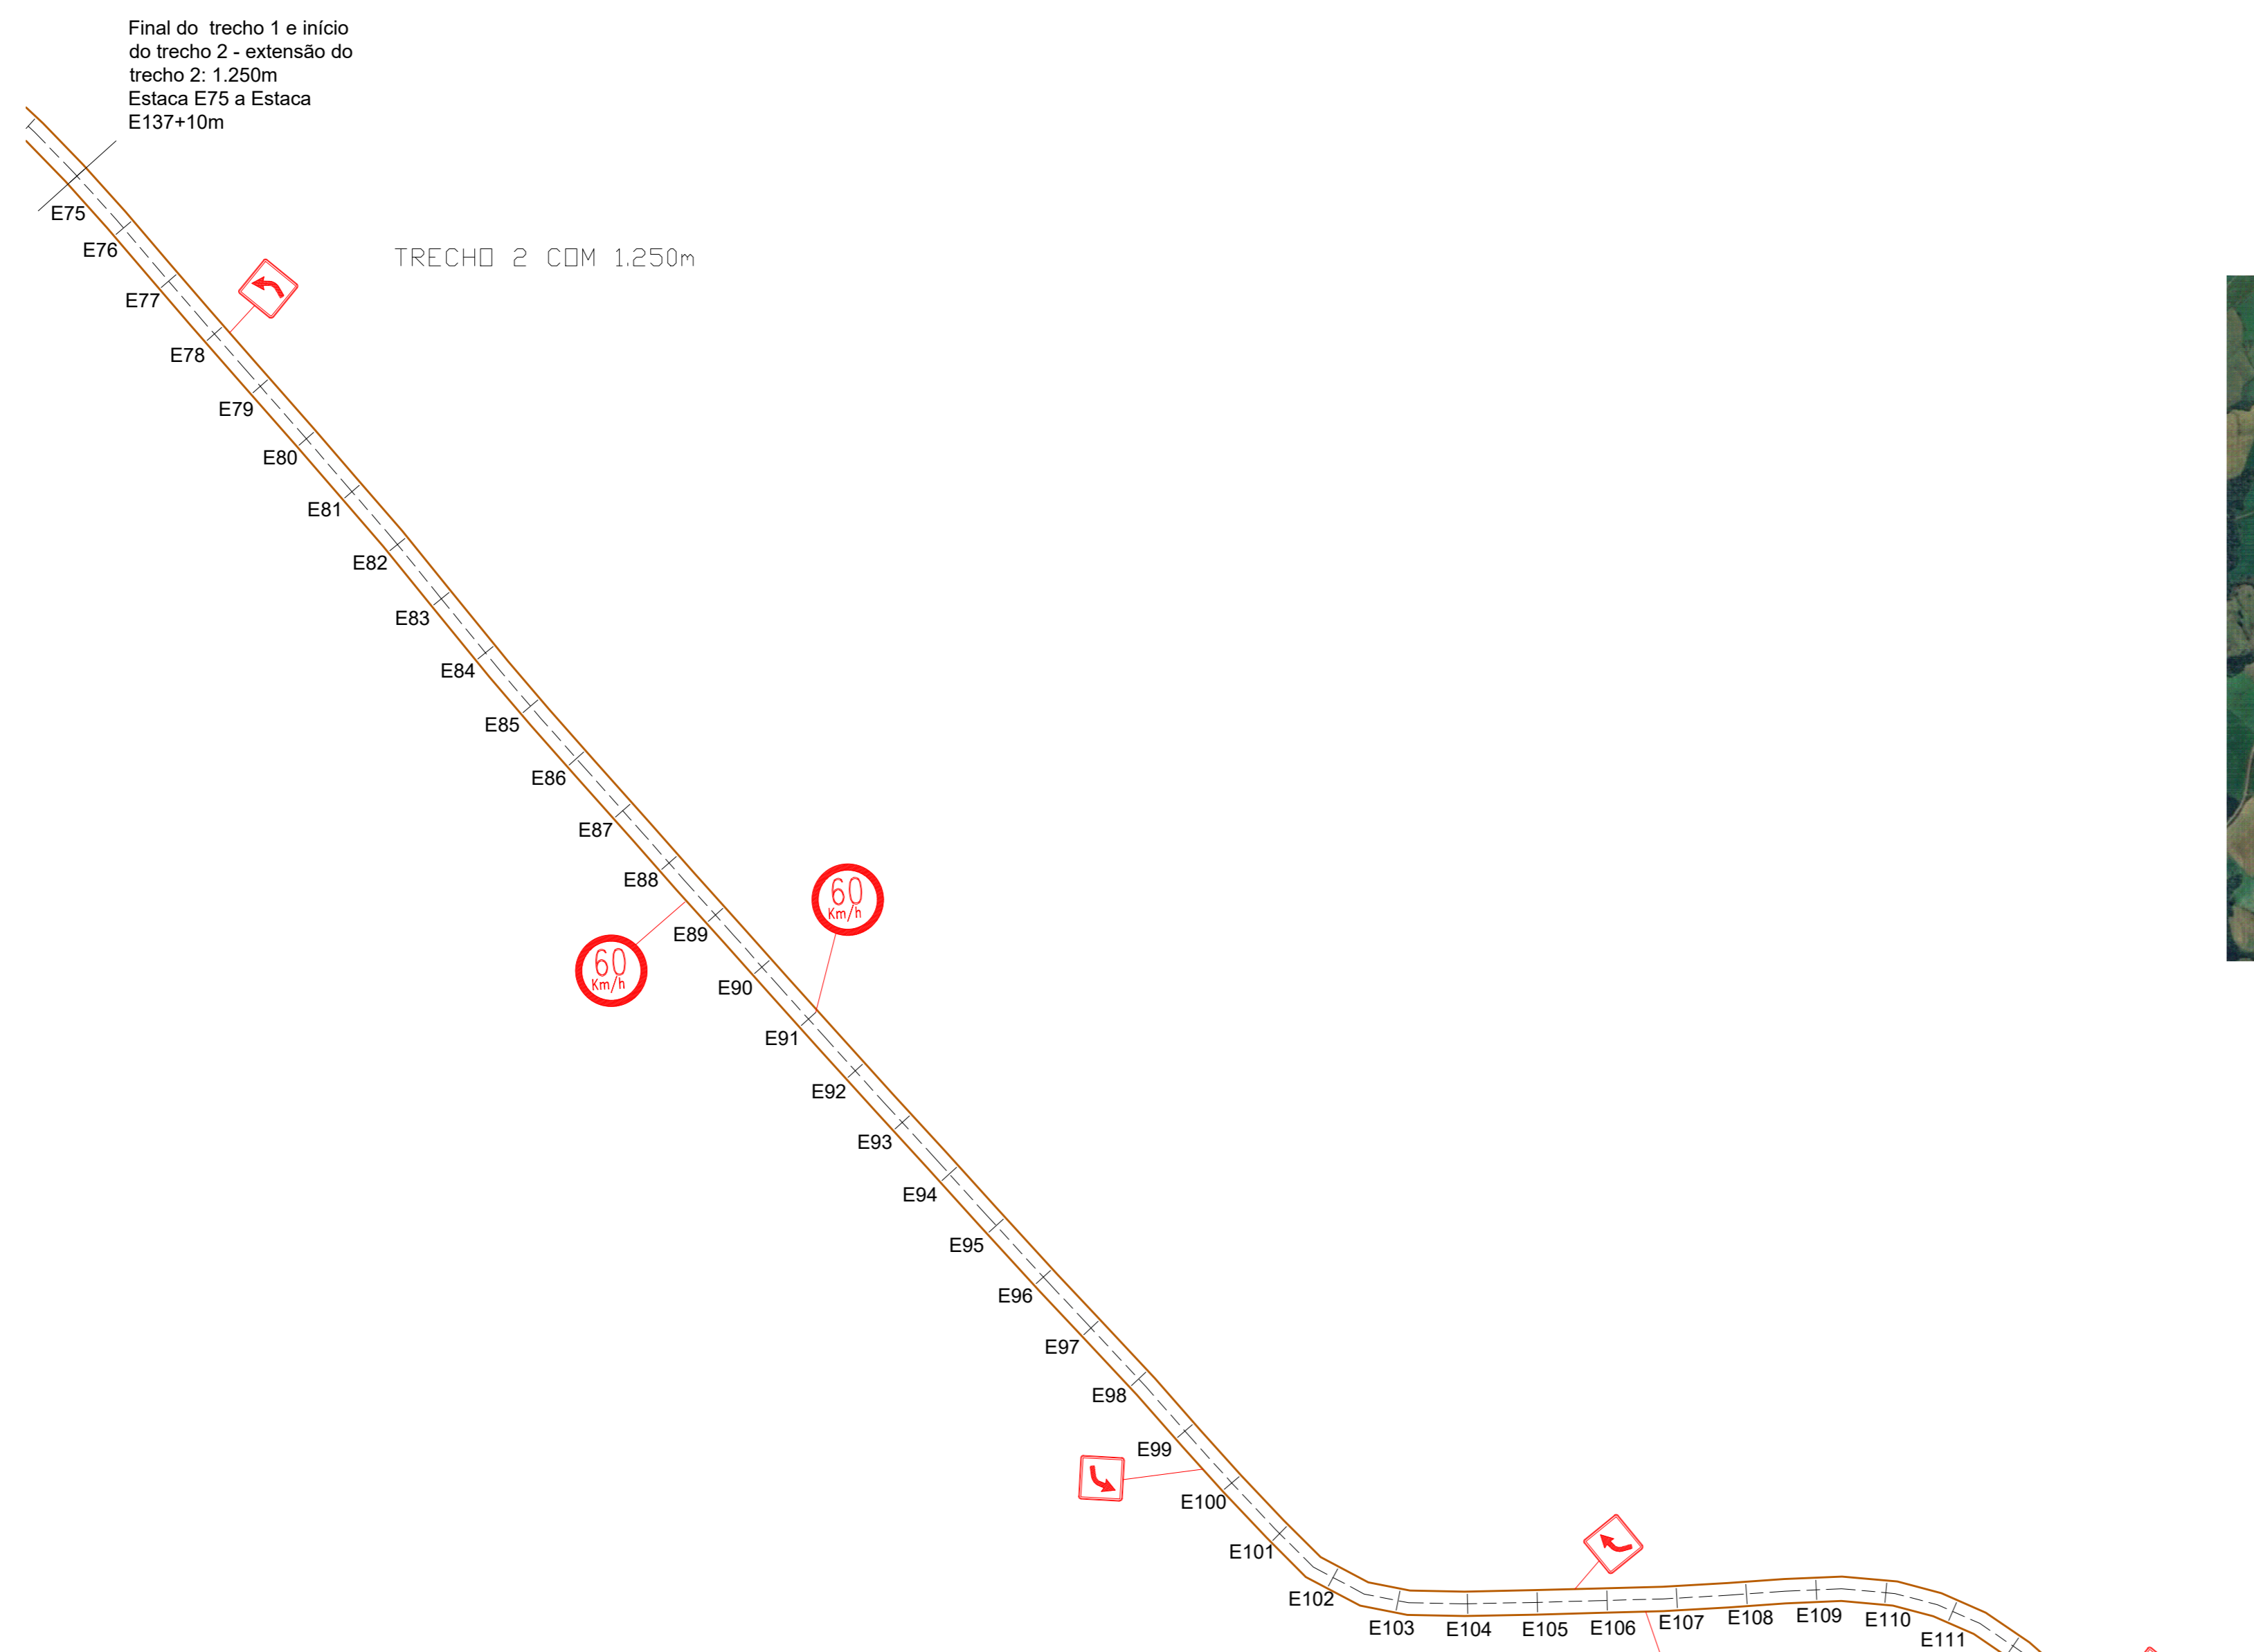 Final do  trecho 1 e início
do trecho 2 - extensão do
trecho 2: 1.250m
Estaca E75 a Estaca
E137+10m
TRECHO 2 COM 1.250m
E75
E76
E77
E78
E79
E80
E81
E82
E83
E84
E85
E86
E87
E88
60
Km/h
60
Km/h
E89
E90
E91
E92
E93
E94
E95
E96
E97
E98
E99
E100
E101
E102
E103
E104
E105
E106
E107
E108
E109
E110
E111